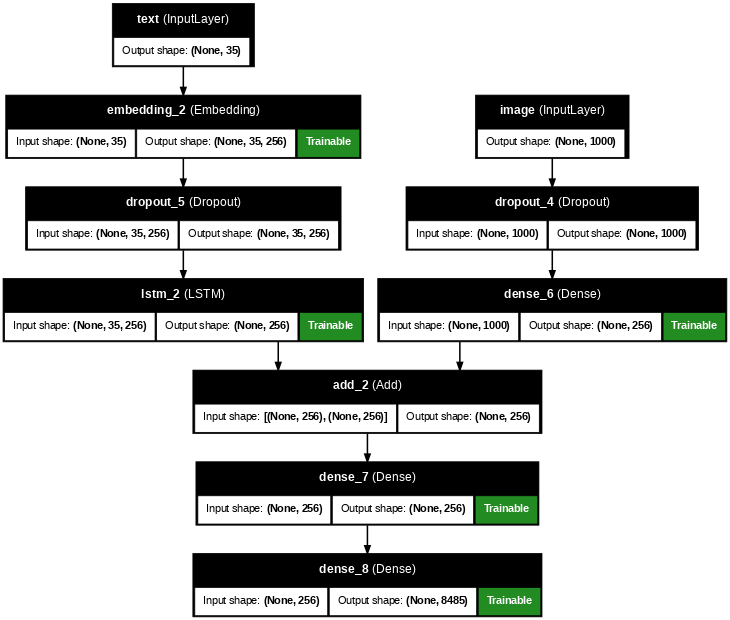 text (InputLayer)
Output shape: (None, 35)
embedding_2 (Embedding)
Input shape: (None, 35) Output shape: (None, 35, 256) Trainable
image (InputLayer)
Output shape: (None, 1000)
dropout_5 (Dropout)
Input shape: (None, 35, 256) Output shape: (None, 35, 256)
dropout_4 (Dropout)
Input shape: (None, 1000) Output shape: (None, 1000)
lstm_2 (LSTM)
Input shape: (None, 35, 256) Output shape: (None, 256) Trainable
dense_6 (Dense)
Input shape: (None, 1000) Output shape: (None, 256) Trainable
add_2 (Add)
Input shape: [(None, 256), (None, 256)] Output shape: (None, 256)
dense_7 (Dense)
Input shape: (None, 256) Output shape: (None, 256) Trainable
dense_8 (Dense)
Input shape: (None, 256) Output shape: (None, 8485) Trainable